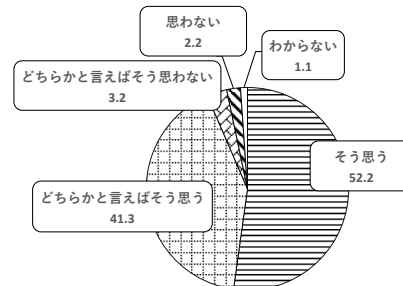 思わない
2.2
わからない
1.1
どちらかと言えばそう思わない
3.2
そう思う
52.2
どちらかと言えばそう思う
41.3